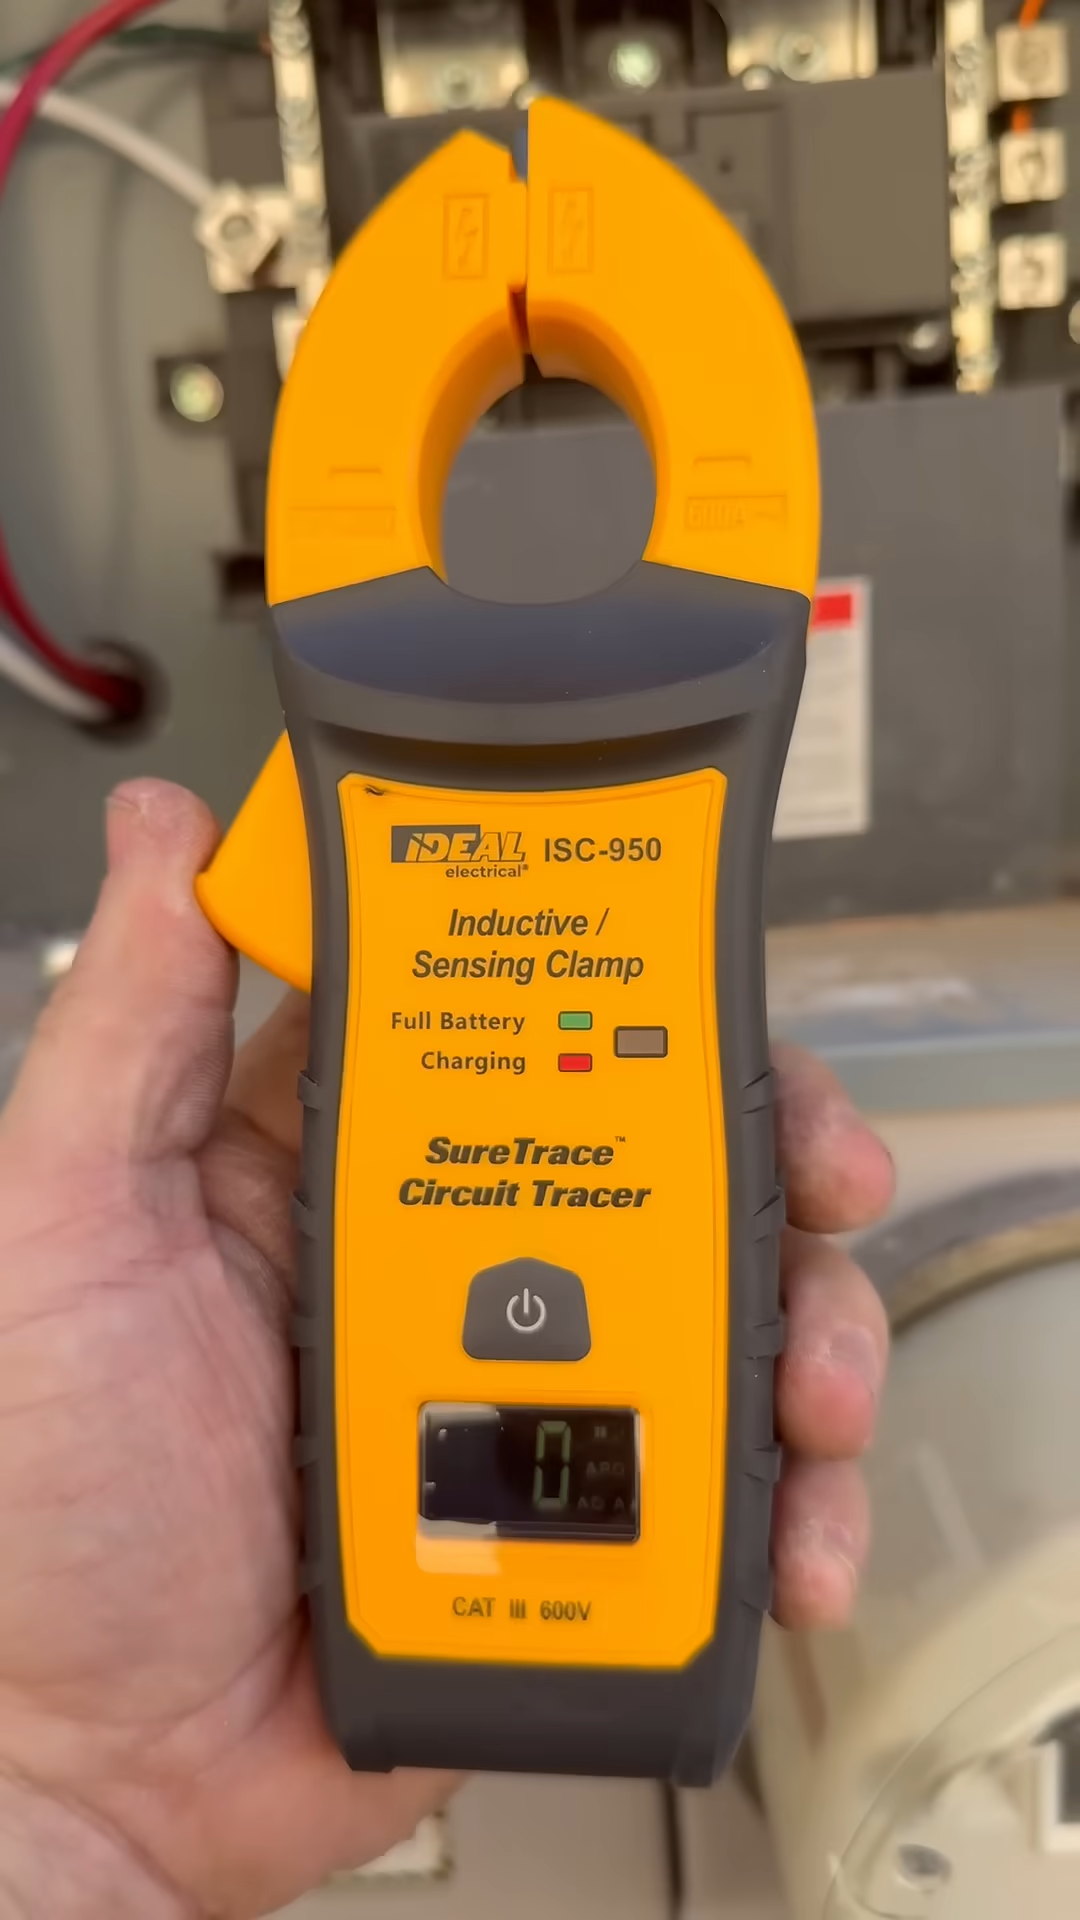 IDEAL ISC-950
electrical®
Inductive /
Sensing Clamp
Full Battery
Charging
SureTrace™
Circuit Tracer
0
CAT III 600V